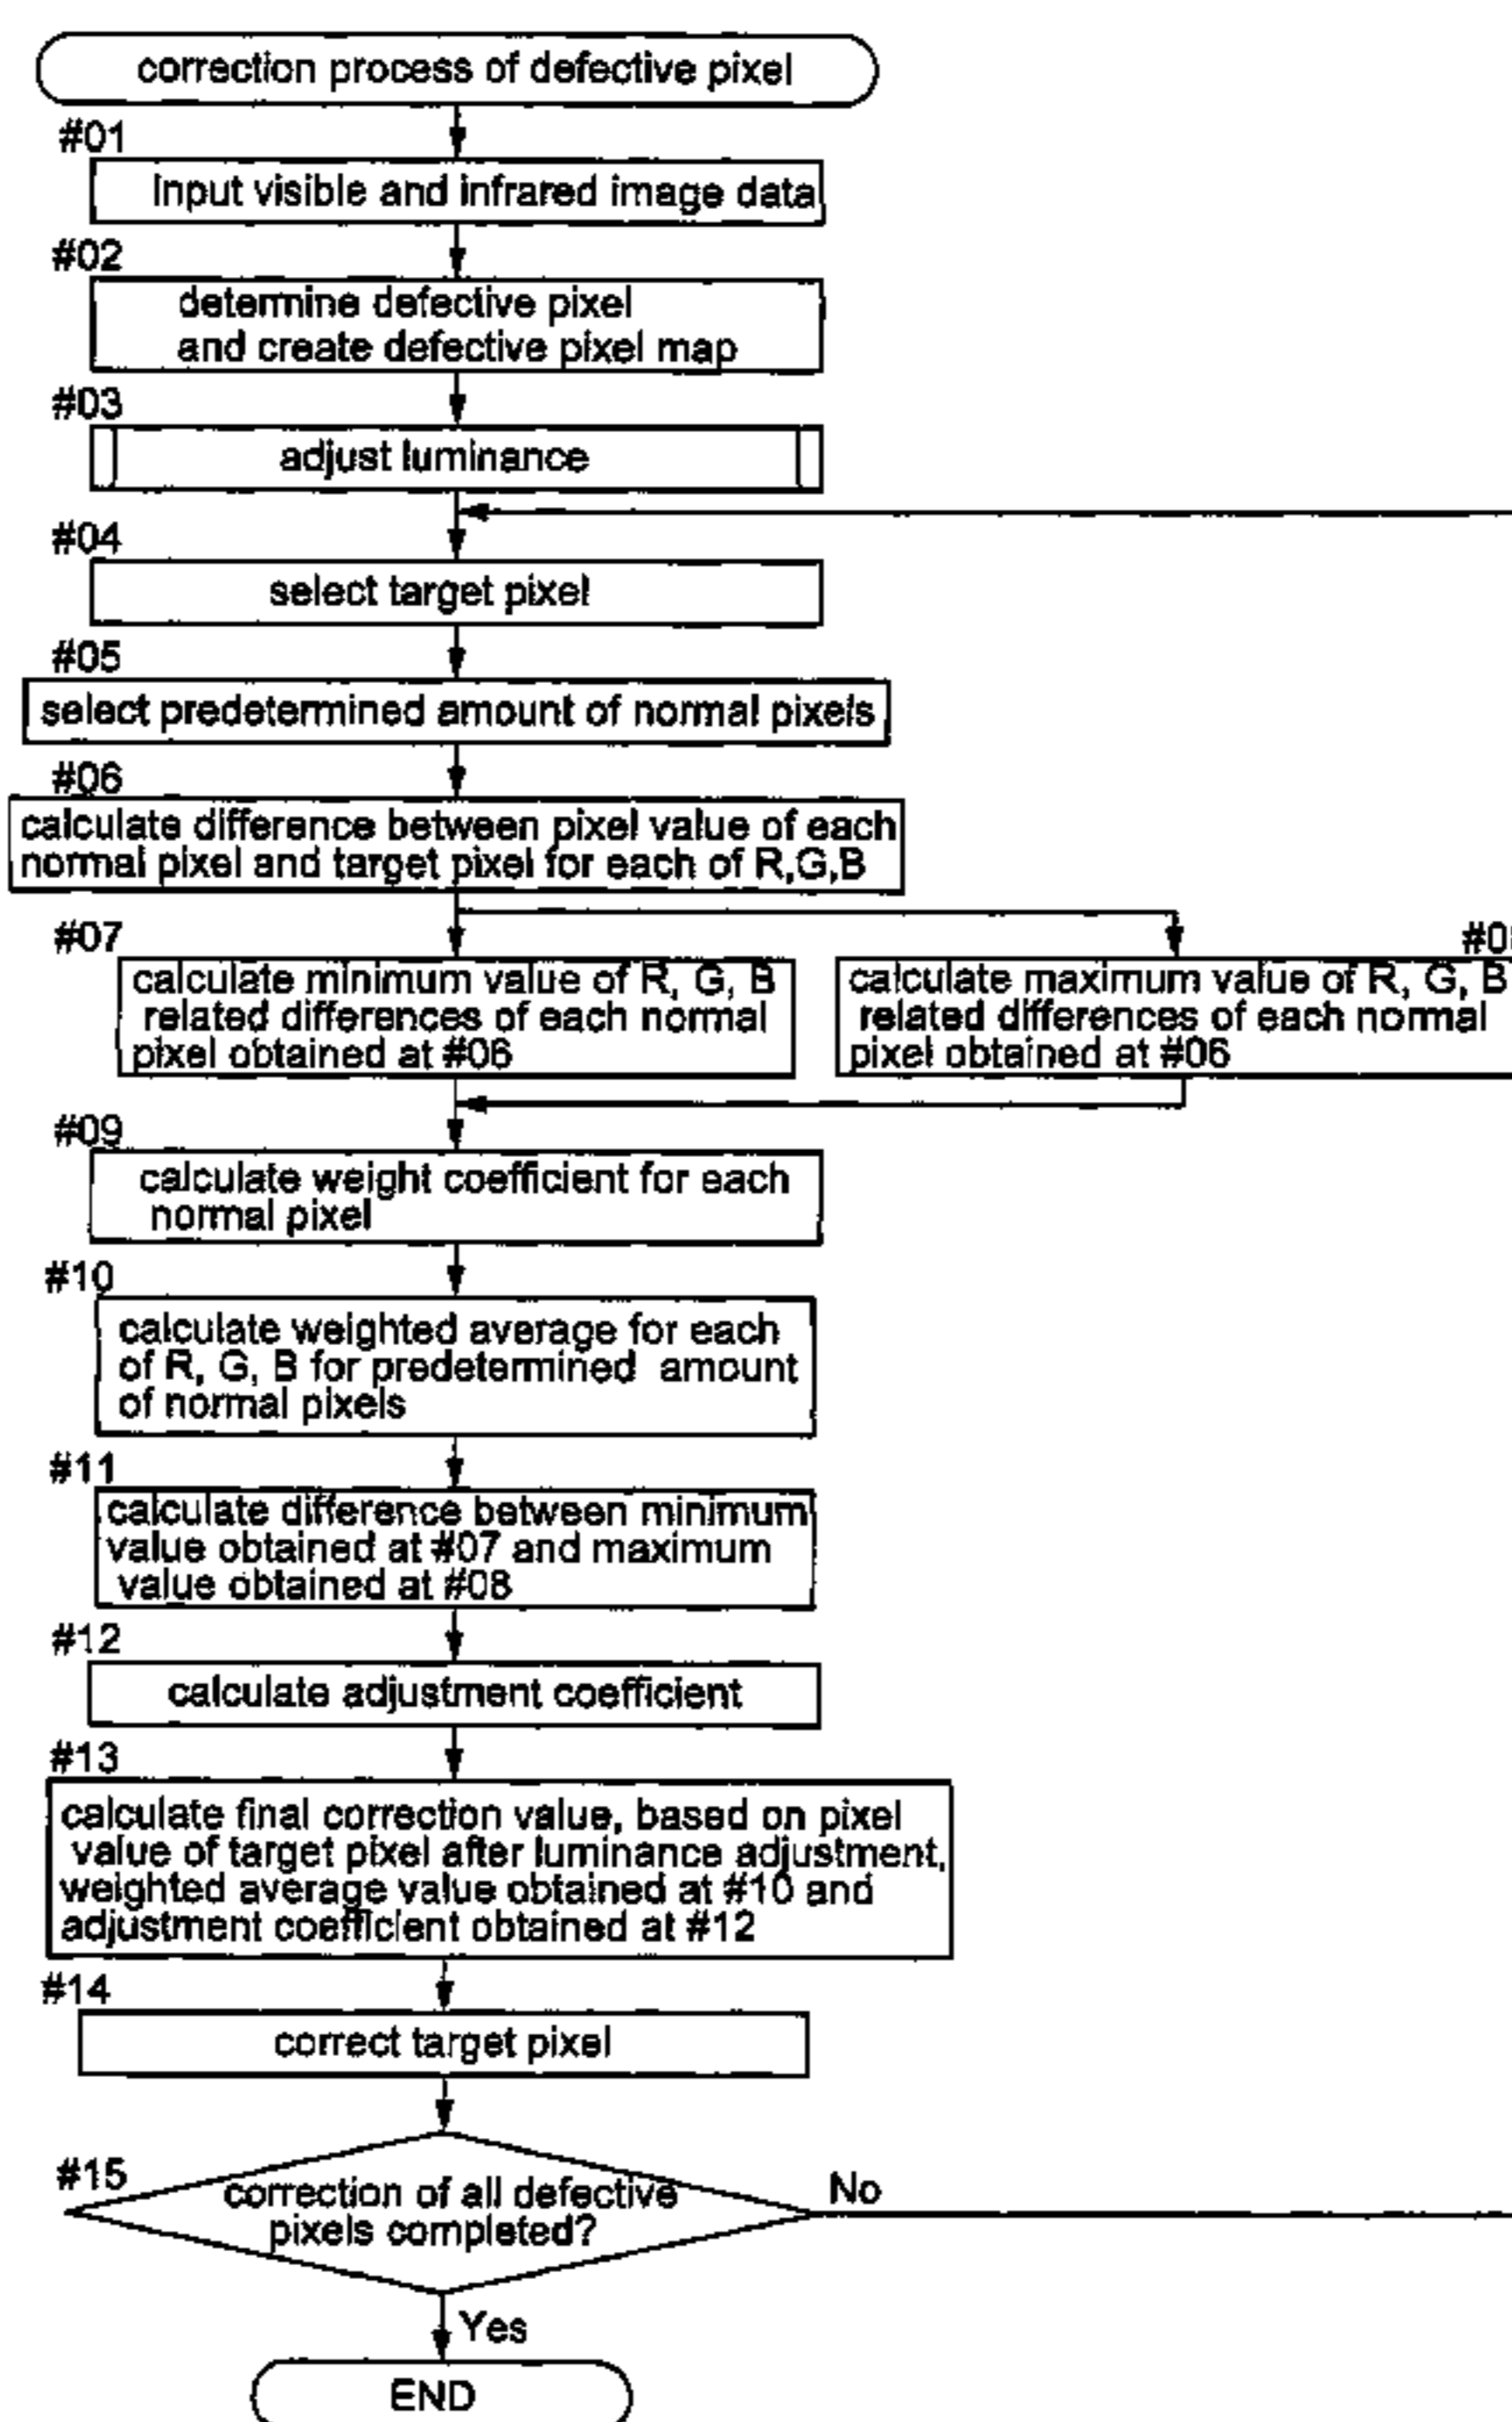 correction process of defective pixel
#01
Input visible and infrared image data
#02
determine defective pixel
and create defective pixel map
#03
adjust luminance
#04
select target pixel
#05
select predetermined amount of normal pixels
#06
calculate difference between pixel value of each
normal pixel and target pixel for each of R,G,B
#07
calculate minimum value of R, G, B
related differences of each normal
pixel obtained at #06
calculate maximum value of R, G, B
related differences of each normal
pixel obtained at #06
#09
calculate weight coefficient for each
normal pixel
#10
calculate weighted average for each
of R, G, B for predetermined amount
of normal pixels
#11
calculate difference between minimum
value obtained at #07 and maximum
value obtained at #08
#12
calculate adjustment coefficient
#13
calculate final correction value, based on pixel
value of target pixel after luminance adjustment,
weighted average value obtained at #10 and
adjustment coefficient obtained at #12
#14
correct target pixel
#15
correction of all defective
pixels completed?
No
Yes
END